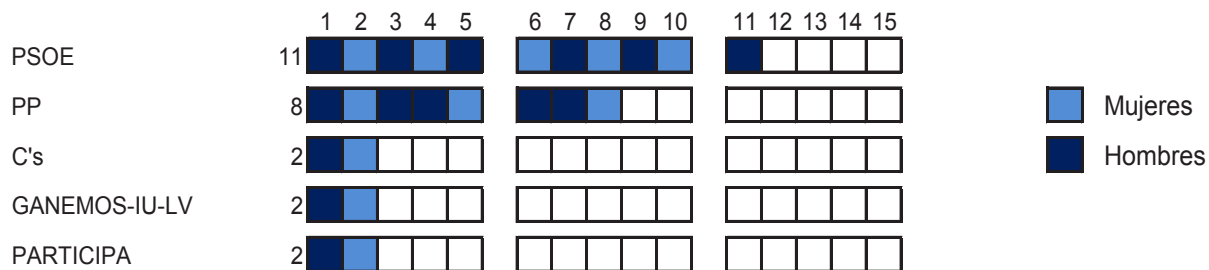 1 2 3 4 5 6 7 8 9 10 11 12 13 14 15
PSOE 11
PP 8
Mujeres
C's 2
Hombres
GANEMOS-IU-LV 2
PARTICIPA 2